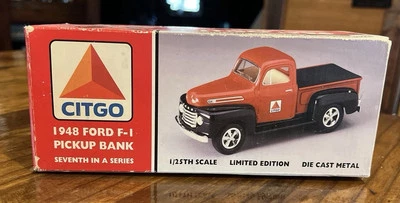 CITGO
1948 FORD F-1
PICKUP BANK
SEVENTH IN A SERIES
1/25TH SCALE LIMITED EDITION DIE CAST METAL